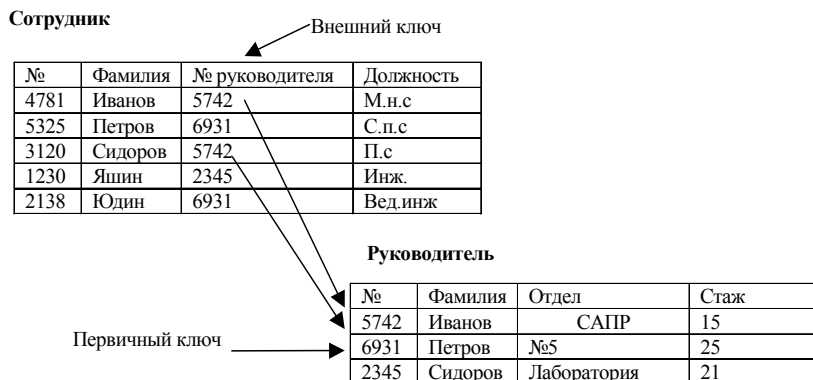 Сотрудник
Внешний ключ
№ Фамилия № руководителя Должность
4781 Иванов 5742 М.н.с
5325 Петров 6931 С.п.с
3120 Сидоров 5742 П.с
1230 Яшин 2345 Инж.
2138 Юдин 6931 Вед.инж
Руководитель
№ Фамилия Отдел Стаж
5742 Иванов САПР 15
Первичный ключ
6931 Петров №5 25
2345 Сидоров Лаборатория 21